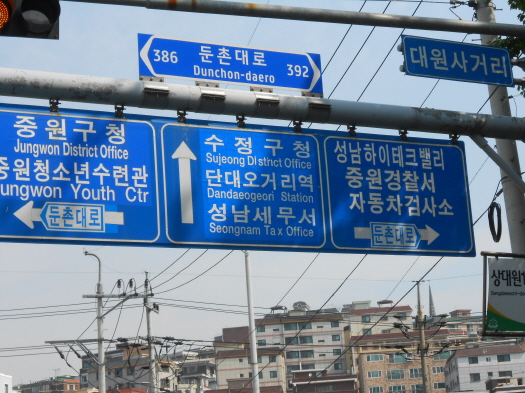 386 둔촌대로 392
Dunchon-daero
대원사거리
중원구청
Jungwon District Office
중원청소년수련관
Jungwon Youth Ctr
둔촌대로
수정구청
Sujeong District Office
단대오거리역
Dandaeogeori Station
성남세무서
Seongnam Tax Office
성남하이테크밸리
중원경찰서
자동차검사소
둔촌대로
상대원